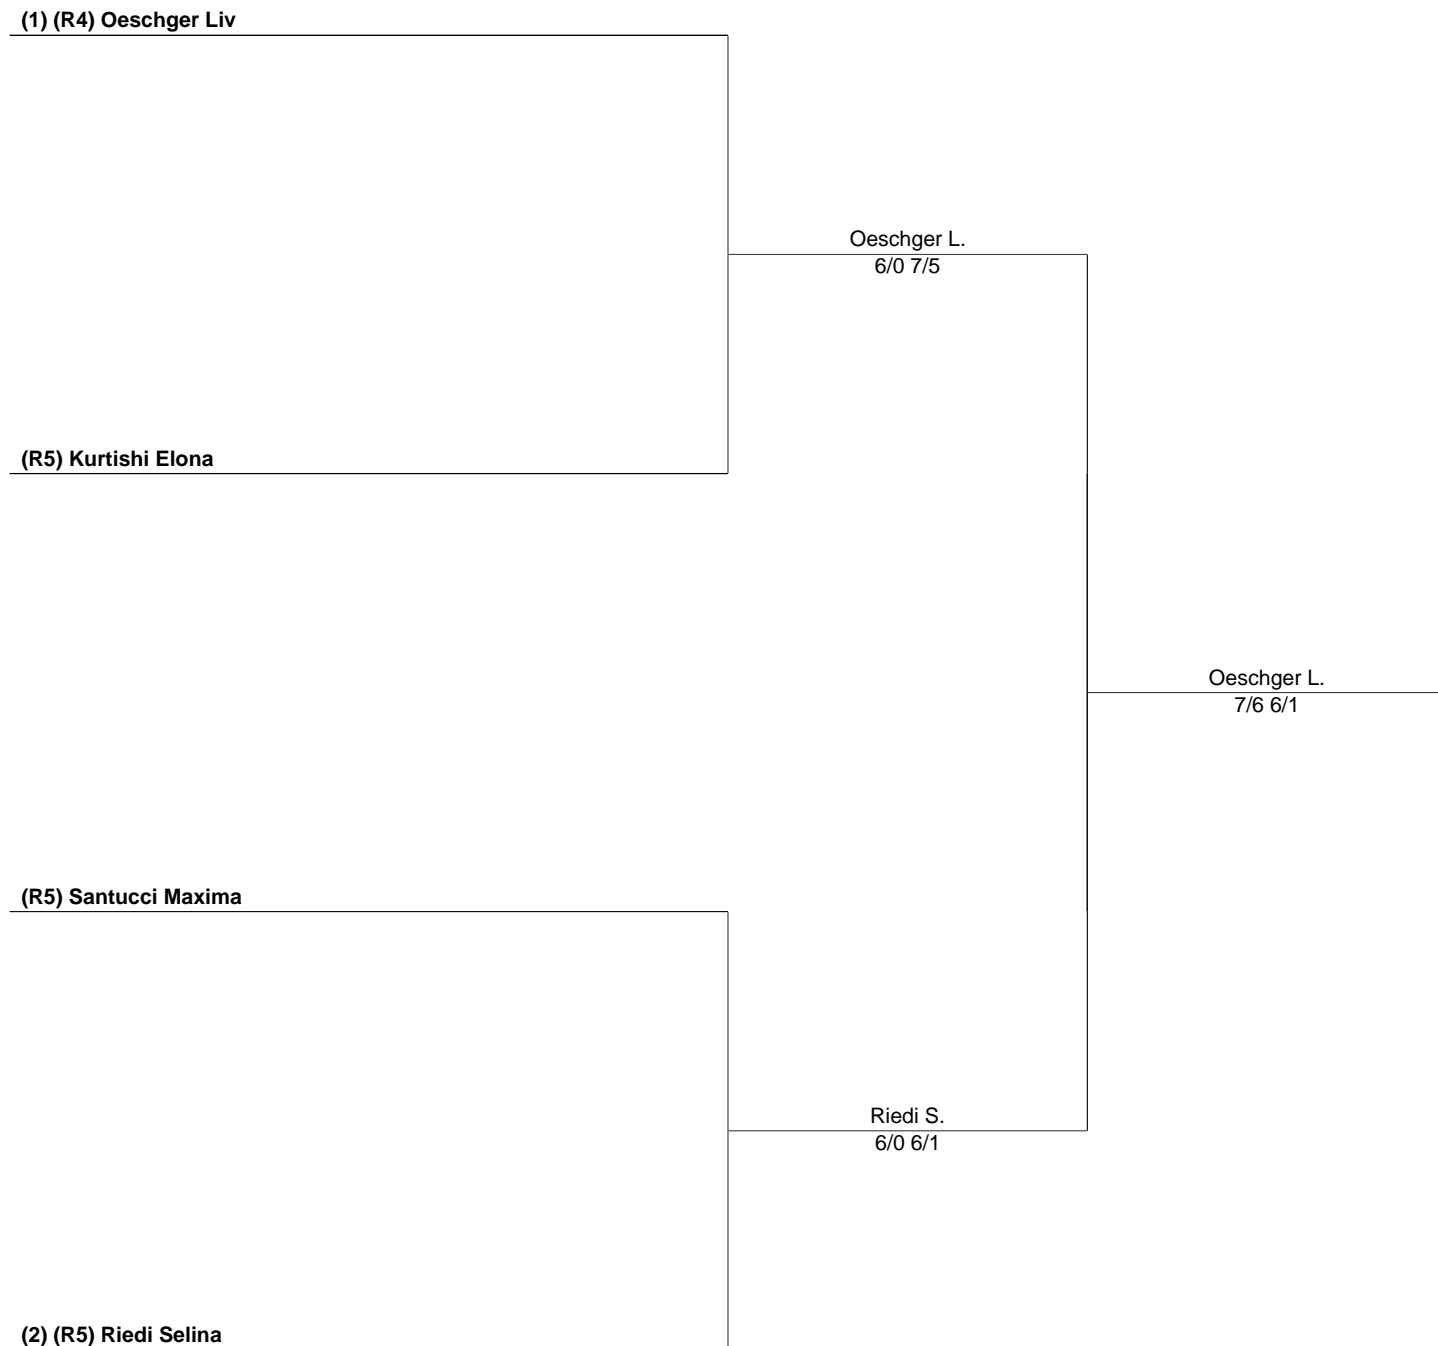 (1) (R4) Oeschger Liv
Oeschger L.
6/0 7/5
(R5) Kurtishi Elona
Oeschger L.
7/6 6/1
(R5) Santucci Maxima
Riedi S.
6/0 6/1
(2) (R5) Riedi Selina